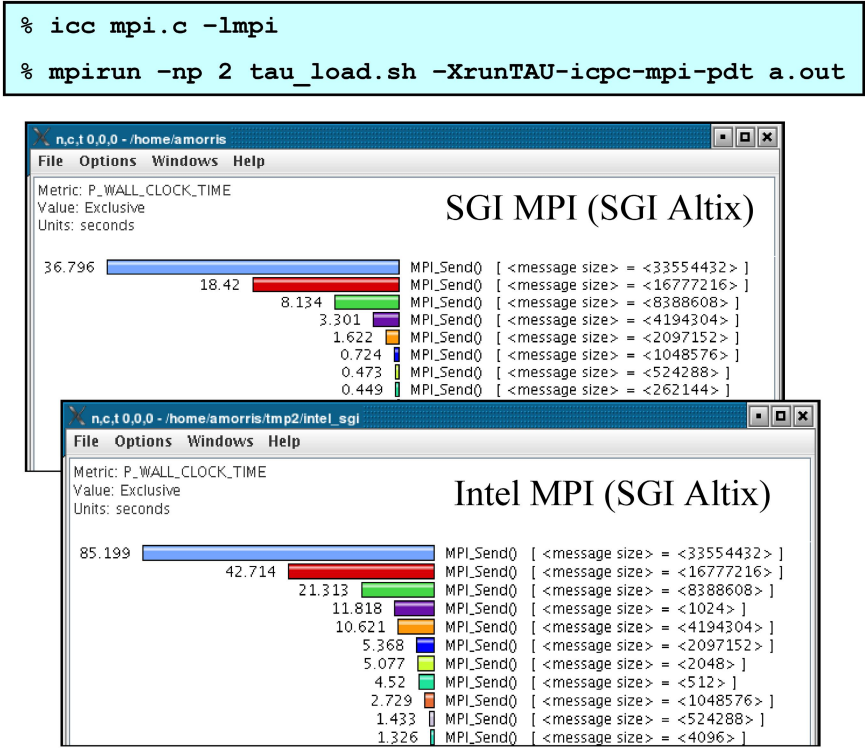 % icc mpi.c –lmpi
% mpirun –np 2 tau_load.sh –XrunTAU-icpc-mpi-pdt a.out
n,c,t 0,0,0 - /home/amorris
File Options Windows Help
Metric: P_WALL_CLOCK_TIME
Value: Exclusive
Units: seconds
SGI MPI (SGI Altix)
36.796 MPI_Send() [ <message size> = <33554432> ]
18.42 MPI_Send() [ <message size> = <16777216> ]
8.134 MPI_Send() [ <message size> = <8388608> ]
3.301 MPI_Send() [ <message size> = <4194304> ]
1.622 MPI_Send() [ <message size> = <2097152> ]
0.724 MPI_Send() [ <message size> = <1048576> ]
0.473 MPI_Send() [ <message size> = <524288> ]
0.449 MPI_Send() [ <message size> = <262144> ]
n,c,t 0,0,0 - /home/amorris/tmp2/intel_sgi
File Options Windows Help
Metric: P_WALL_CLOCK_TIME
Value: Exclusive
Units: seconds
Intel MPI (SGI Altix)
85.199 MPI_Send() [ <message size> = <33554432> ]
42.714 MPI_Send() [ <message size> = <16777216> ]
21.313 MPI_Send() [ <message size> = <8388608> ]
11.818 MPI_Send() [ <message size> = <1024> ]
10.621 MPI_Send() [ <message size> = <4194304> ]
5.368 MPI_Send() [ <message size> = <2097152> ]
5.077 MPI_Send() [ <message size> = <2048> ]
4.52 MPI_Send() [ <message size> = <512> ]
2.729 MPI_Send() [ <message size> = <1048576> ]
1.433 MPI_Send() [ <message size> = <524288> ]
1.326 MPI_Send() [ <message size> = <4096> ]